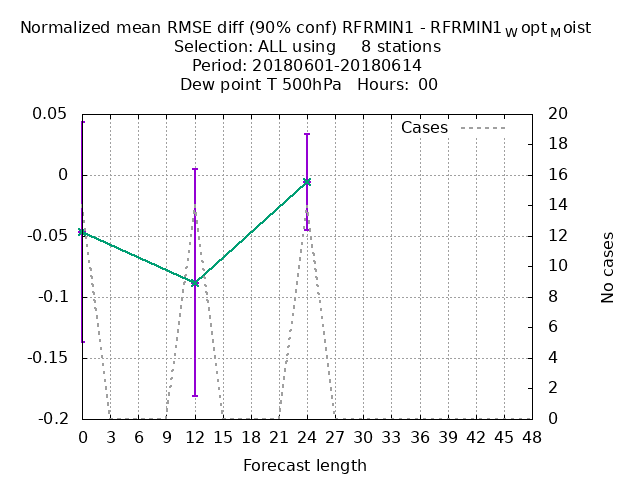 Normalized mean RMSE diff (90% conf) RFRMIN1 - RFRMIN1WoptMoist
Selection: ALL using 8 stations
Period: 20180601-20180614
Dew point T 500hPa Hours: 00
Cases
0.05
0
-0.05
-0.1
-0.15
-0.2
20
18
16
14
12
10
8
6
4
2
0
No cases
0 3 6 9 12 15 18 21 24 27 30 33 36 39 42 45 48
Forecast length